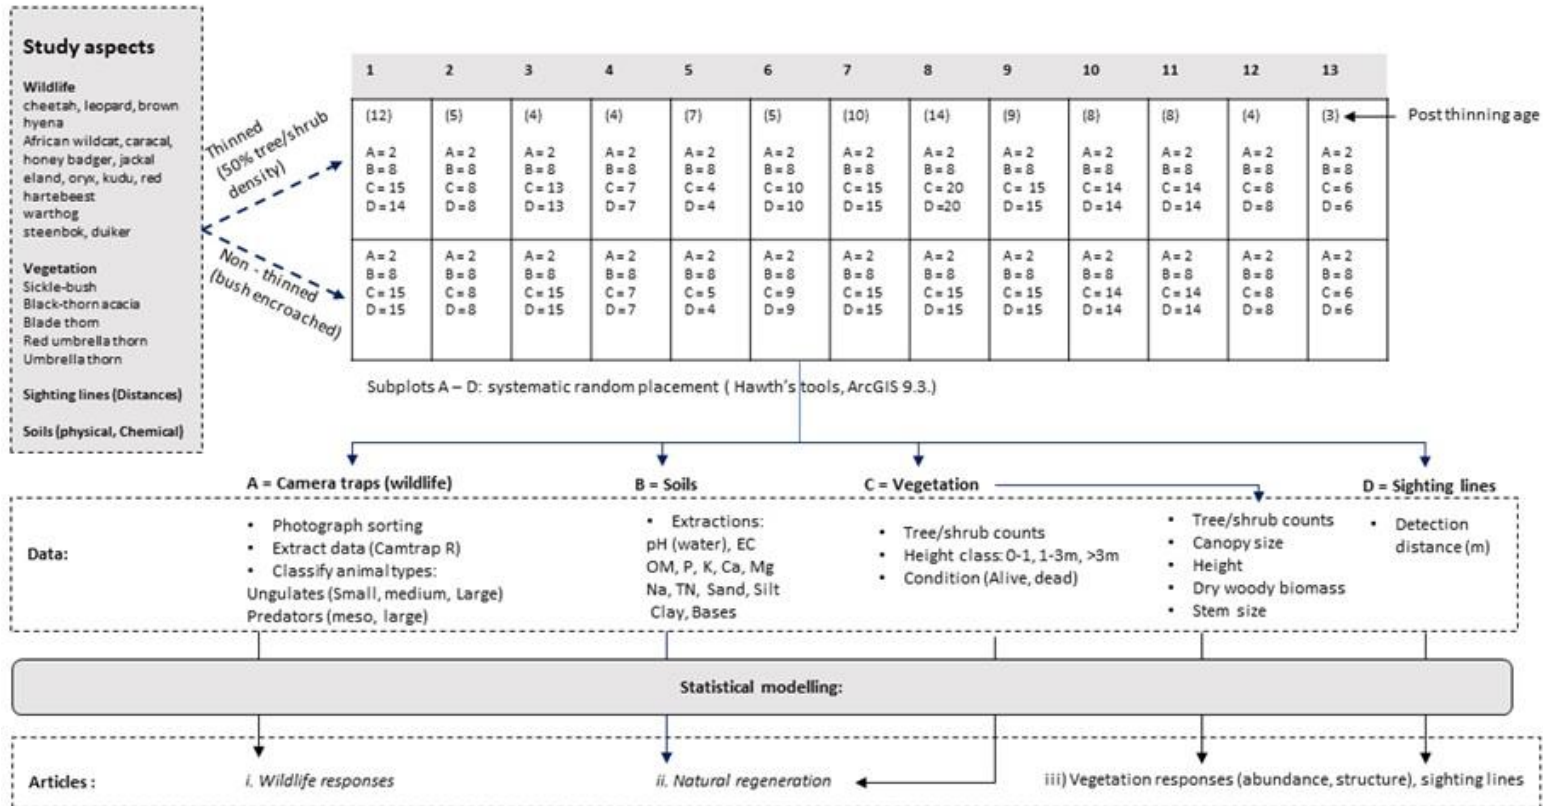 Study aspects
Wildlife
cheetah, leopard, brown
hyena
African wildcat, caracal,
honey badger, jackal
eland, oryx, kudu, red
hartebeest
warthog
steenbok, duiker
Vegetation
Sickle-bush
Black-thorn acacia
Blade thorn
Red umbrella thorn
Umbrella thorn
Sighting lines (Distances)
Soils (physical, Chemical)
Thinned
(50% tree/shrub
density)
Non - thinned
(bush encroached)
1 2 3 4 5 6 7 8 9 10 11 12 13
(12) (5) (4) (4) (7) (5) (10) (14) (9) (8) (8) (4) (3) Post thinning age
A = 2 A = 2 A = 2 A = 2 A = 2 A = 2 A = 2 A = 2 A = 2 A = 2 A = 2 A = 2 A = 2
B = 8 B = 8 B = 8 B = 8 B = 8 B = 8 B = 8 B = 8 B = 8 B = 8 B = 8 B = 8 B = 8
C = 15 C = 8 C = 13 C = 7 C = 4 C = 10 C = 15 C = 20 C = 15 C = 14 C = 14 C = 8 C = 6
D = 14 D = 8 D = 13 D = 7 D = 4 D = 10 D = 15 D =20 D = 15 D = 14 D = 14 D = 8 D = 6
A = 2 A = 2 A = 2 A = 2 A = 2 A = 2 A = 2 A = 2 A = 2 A = 2 A = 2 A = 2 A = 2
B = 8 B = 8 B = 8 B = 8 B = 8 B = 8 B = 8 B = 8 B = 8 B = 8 B = 8 B = 8 B = 8
C = 15 C = 8 C = 15 C = 7 C = 5 C = 9 C = 15 C = 15 C = 15 C = 14 C = 14 C = 8 C = 6
D = 15 D = 8 D = 15 D = 7 D = 4 D = 9 D = 15 D = 15 D = 15 D = 14 D = 14 D = 8 D = 6
Subplots A – D: systematic random placement ( Hawth's tools, ArcGIS 9.3.)
A = Camera traps (wildlife)
B = Soils
C = Vegetation
D = Sighting lines
Data:
• Photograph sorting
• Extract data (Camtrap R)
• Classify animal types:
Ungulates (Small, medium, Large)
Predators (meso, large)
• Extractions:
pH (water), EC
OM, P, K, Ca, Mg
Na, TN, Sand, Silt
Clay, Bases
• Tree/shrub counts
• Height class: 0-1, 1-3m, >3m
• Condition (Alive, dead)
• Tree/shrub counts
• Canopy size
• Height
• Dry woody biomass
• Stem size
• Detection
distance (m)
Statistical modelling:
Articles :
i. Wildlife responses
ii. Natural regeneration
iii) Vegetation responses (abundance, structure), sighting lines